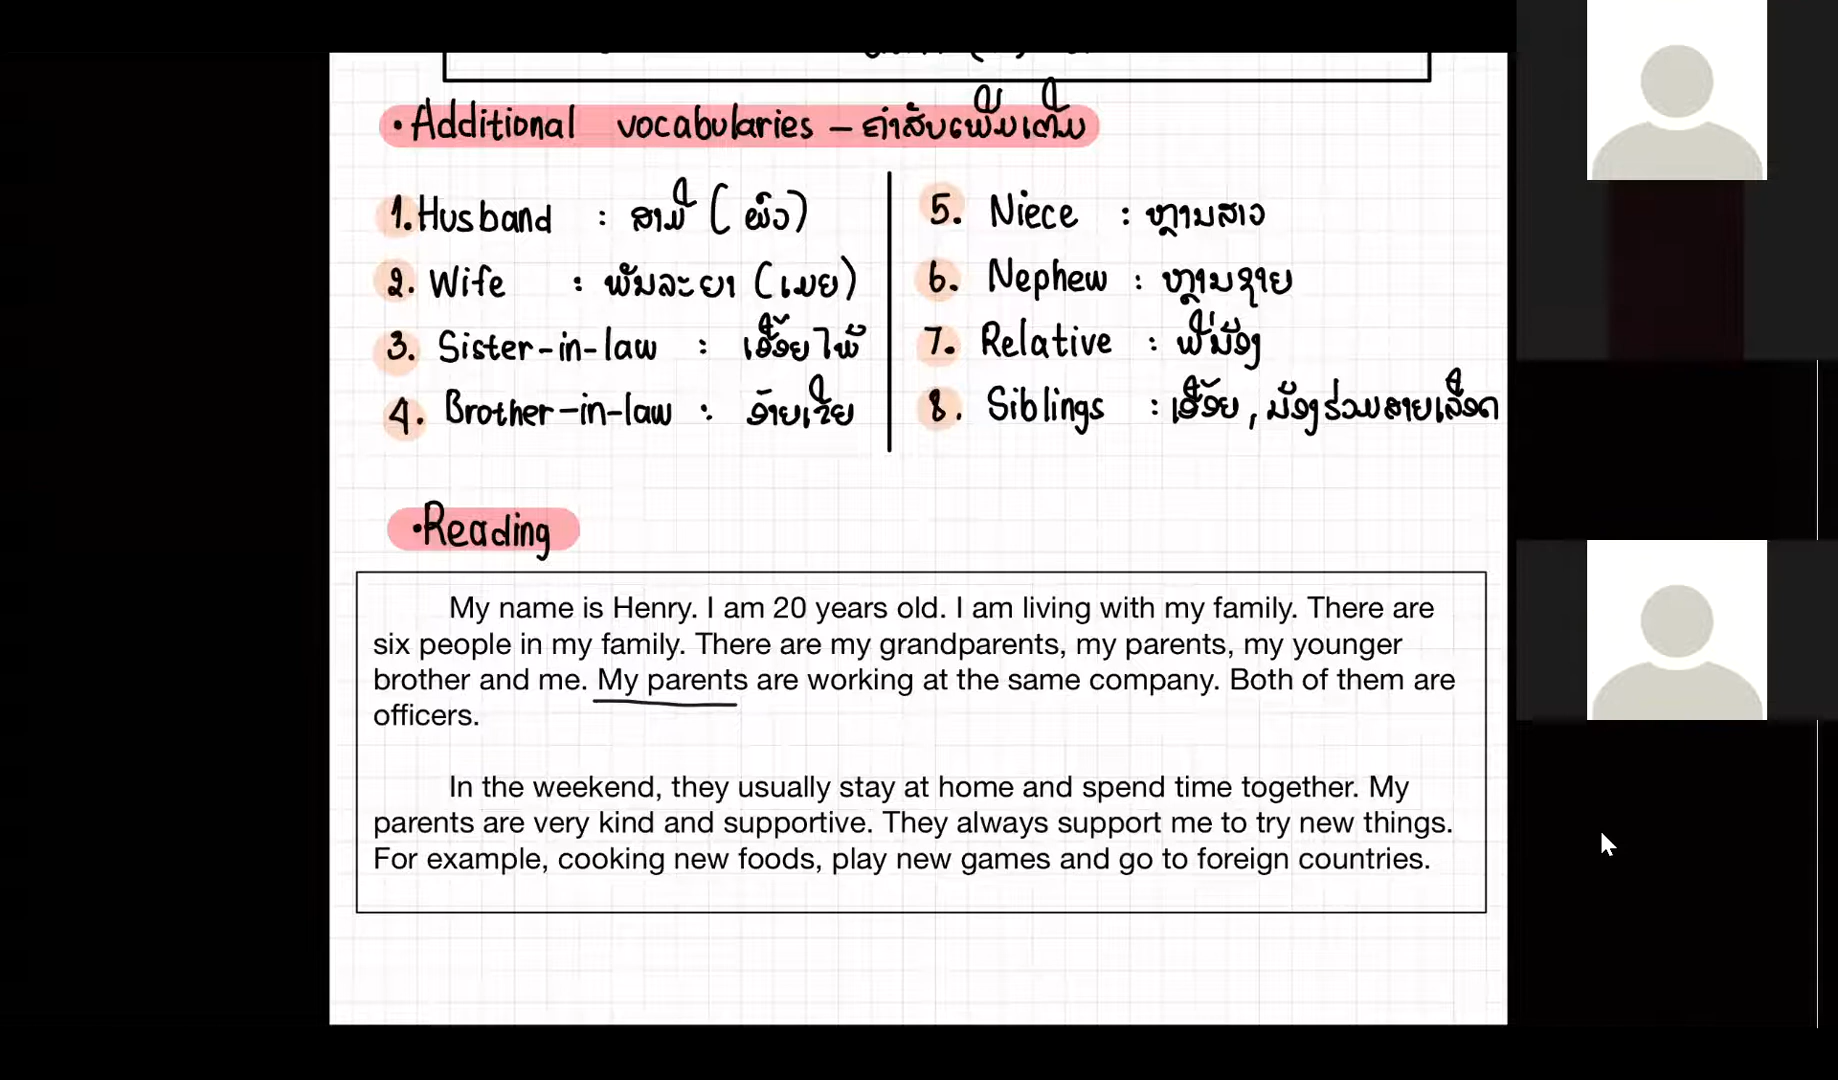 • Additional vocabularies – ຄຳສັບເພີ່ມເຕີມ
1. Husband : ສາມີ (ຜົວ)
2. Wife : ພັນລະຍາ (ເມຍ)
3. Sister-in-law : ເອື້ອຍໄພ້
4. Brother-in-law : ອ້າຍເຂີຍ
5. Niece : ຫຼານສາວ
6. Nephew : ຫຼານຊາຍ
7. Relative : ພີ່ນ້ອງ
8. Siblings : ເອື້ອຍ, ນ້ອງຮ່ວມສາຍເລືອດ
• Reading
My name is Henry. I am 20 years old. I am living with my family. There are
six people in my family. There are my grandparents, my parents, my younger
brother and me. My parents are working at the same company. Both of them are
officers.
In the weekend, they usually stay at home and spend time together. My
parents are very kind and supportive. They always support me to try new things.
For example, cooking new foods, play new games and go to foreign countries.